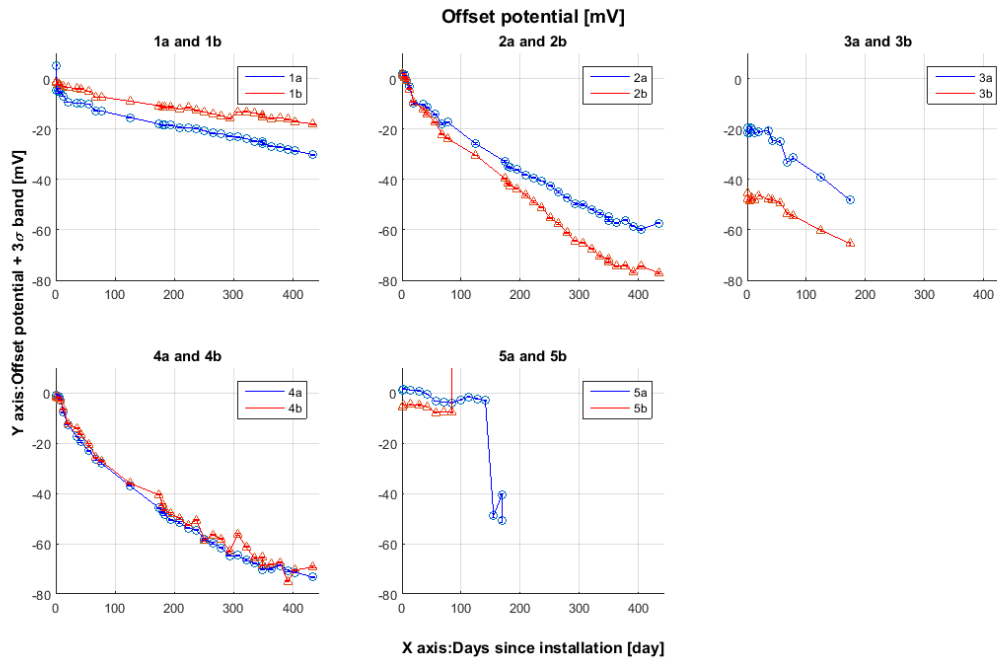 Offset potential [mV]
1a and 1b
2a and 2b
3a and 3b
0
-20
-40
-60
-80
0
100
200
300
400
1a
1b
0
-20
-40
-60
-80
0
100
200
300
400
2a
2b
0
-20
-40
-60
-80
0
100
200
300
400
3a
3b
Y axis:Offset potential + 3σ band [mV]
4a and 4b
5a and 5b
0
-20
-40
-60
-80
0
100
200
300
400
4a
4b
0
-20
-40
-60
-80
0
100
200
300
400
5a
5b
X axis:Days since installation [day]